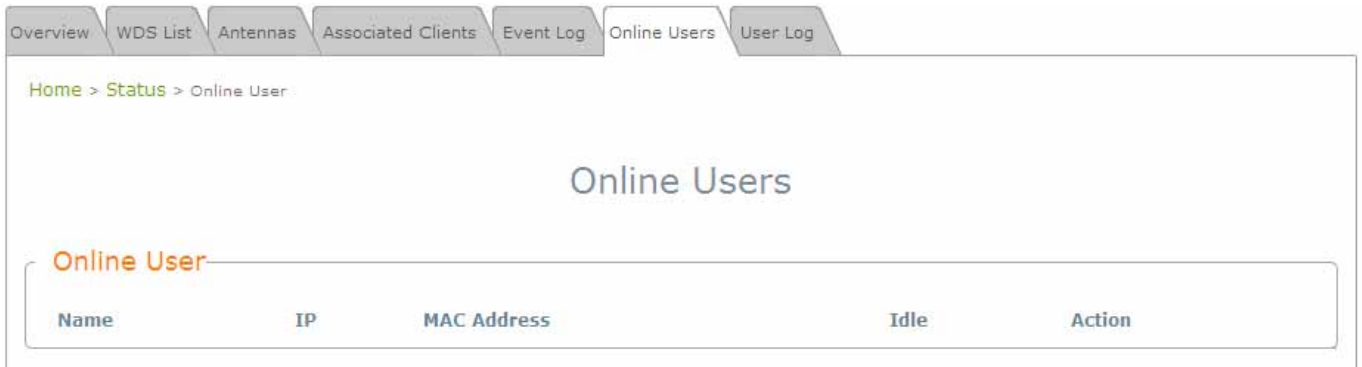 Overview WDS List Antennas Associated Clients Event Log Online Users User Log
Home > Status > Online User
Online Users
Online User
Name IP MAC Address Idle Action